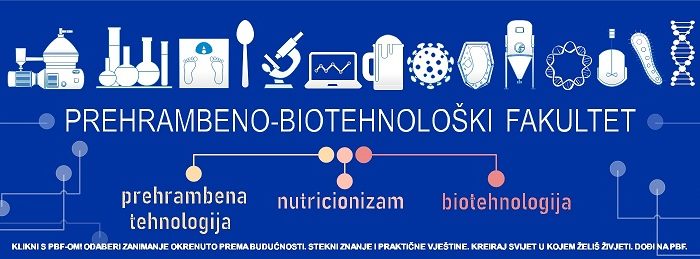 PREHRAMBENO-BIOTEHNOLOŠKI FAKULTET
prehrambena
tehnologija
nutricionizam
biotehnologija
KLIKNI S PBF-OM! ODABERI ZANIMANJE OKRENUTO PREMA BUDUĆNOSTI. STEKNI ZNANJE I PRAKTIČNE VJEŠTINE. KREIRAJ SVIJET U KOJEM ŽELIŠ ŽIVJETI. DOĐI NA PBF.